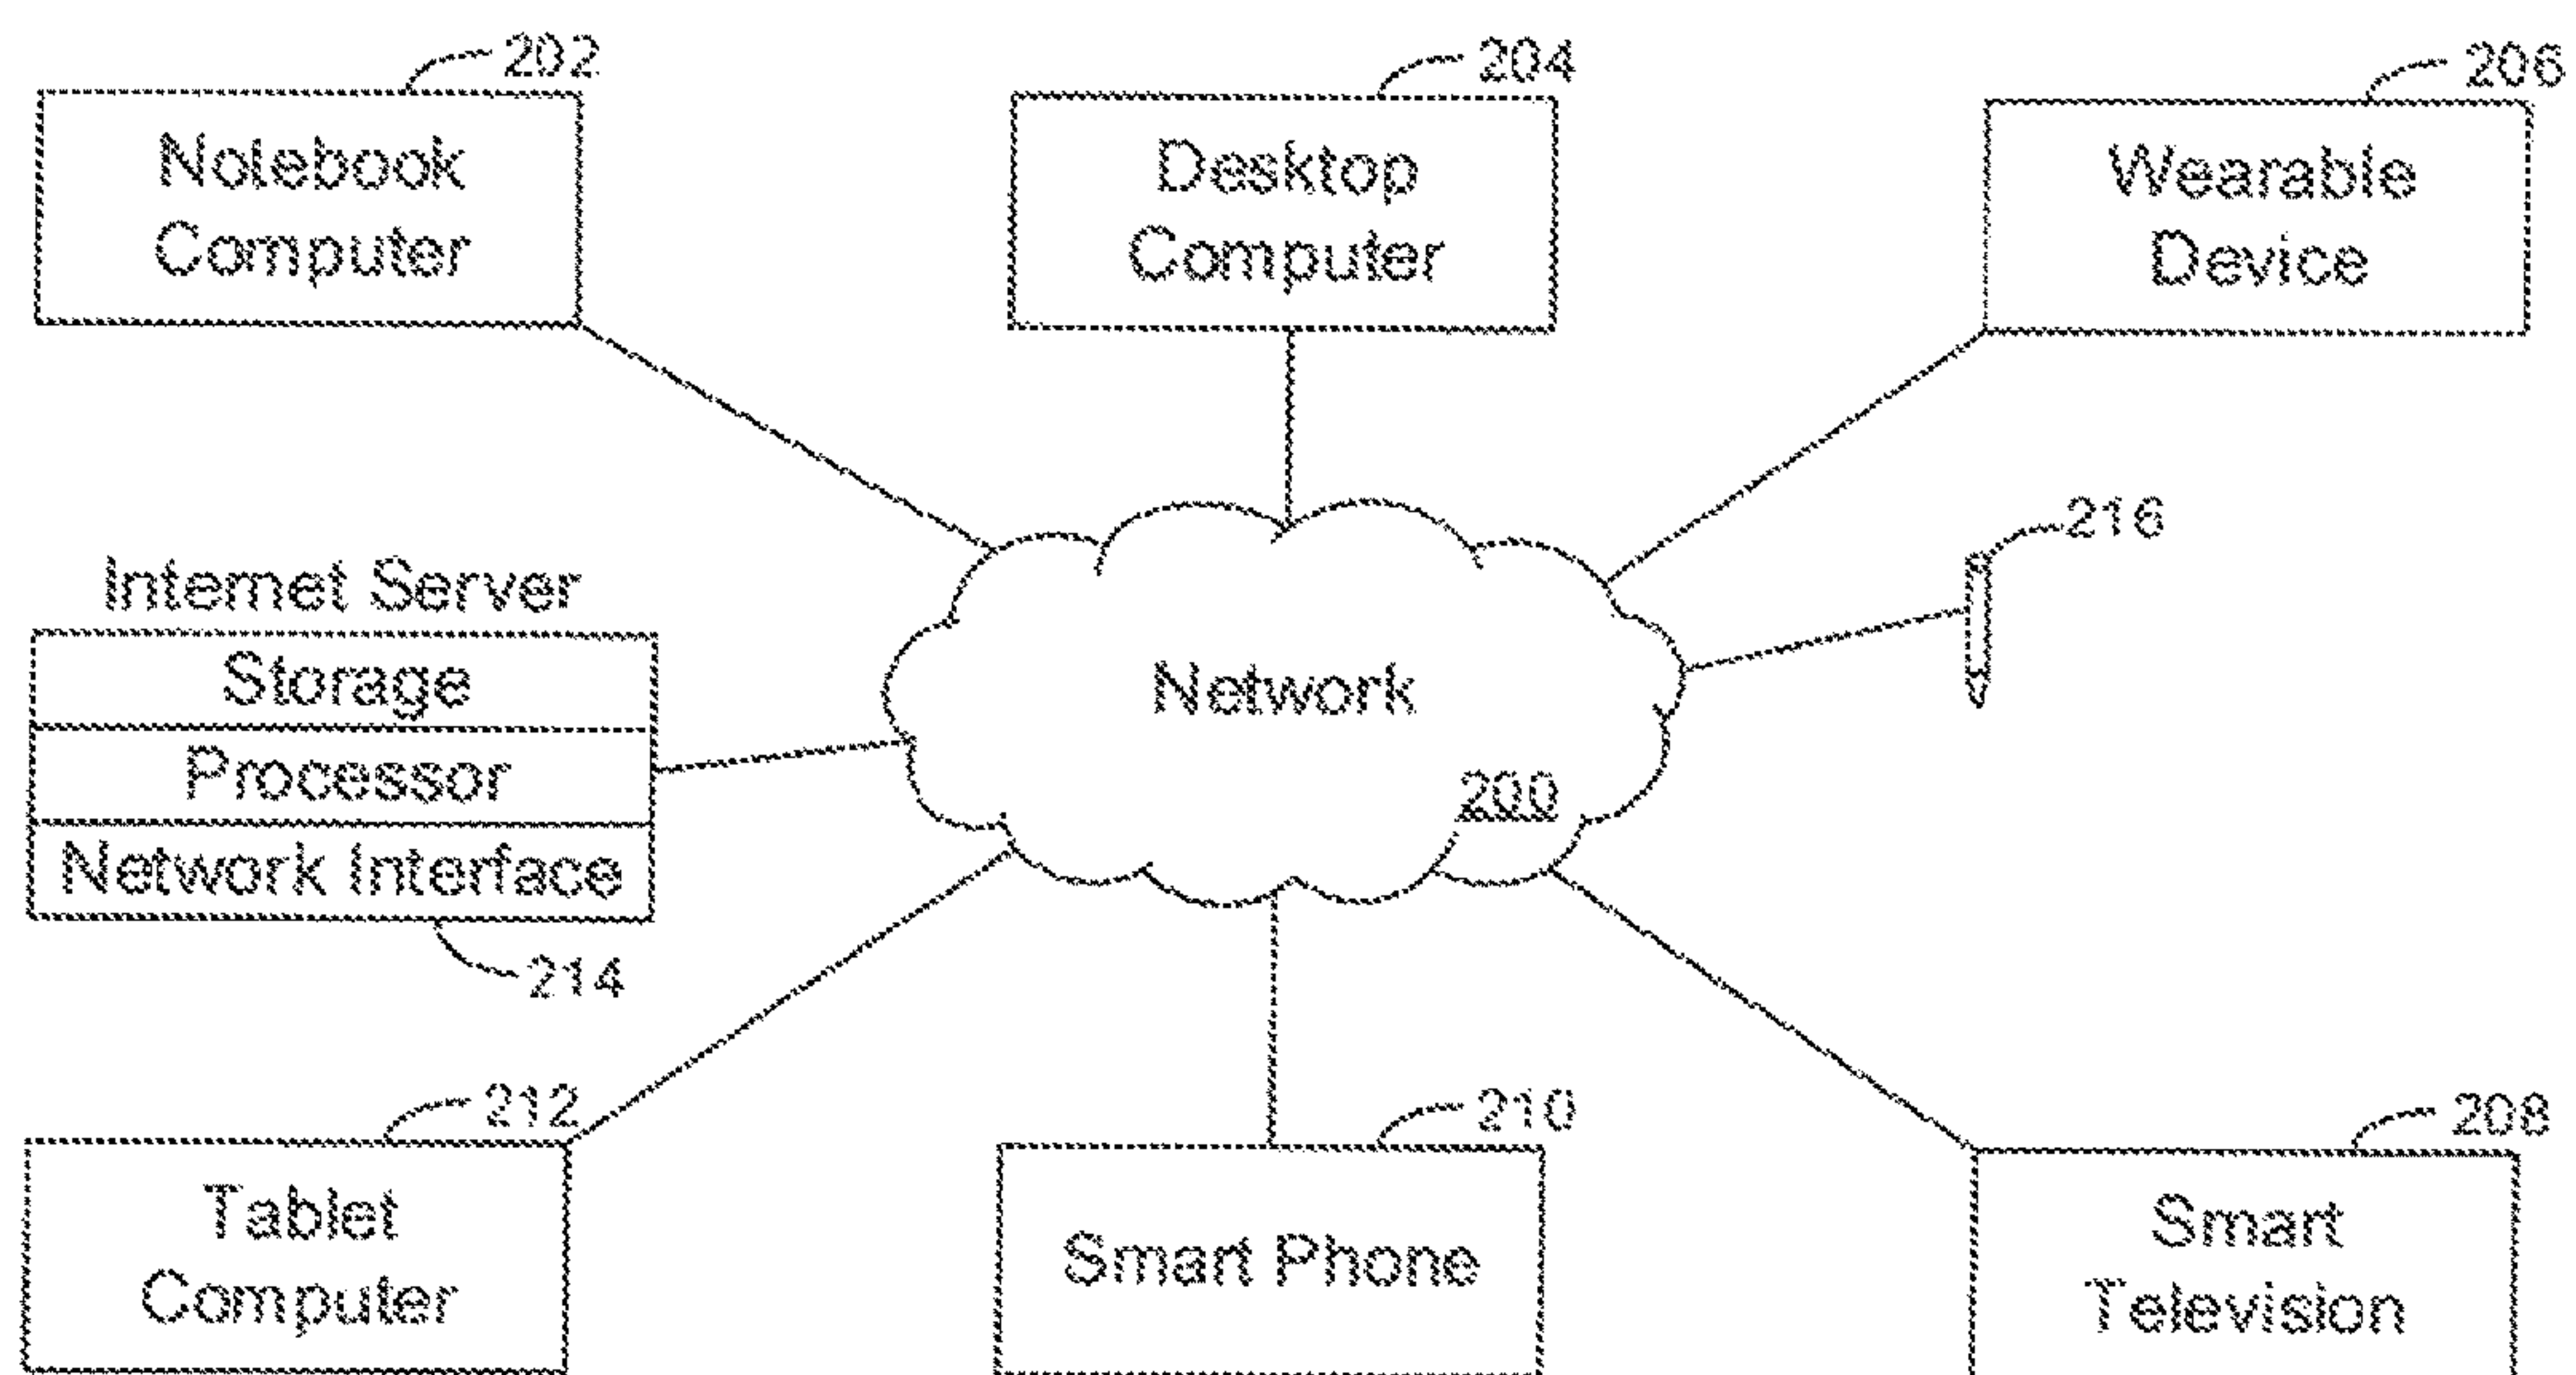 202
204
206
Notebook
Computer
Desktop
Computer
Wearable
Device
216
Internet Server
Storage
Processor
Network Interface
214
Network
200
212
210
208
Tablet
Computer
Smart Phone
Smart
Television